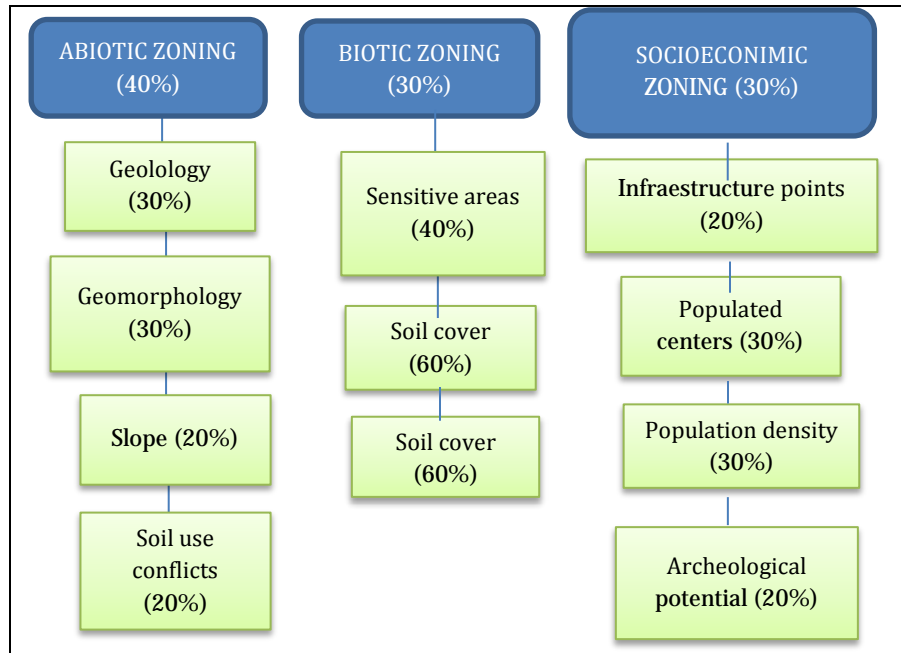 ABIOTIC ZONING
(40%)
Geolology
(30%)
Geomorphology
(30%)
Slope (20%)
Soil use
conflicts
(20%)
BIOTIC ZONING
(30%)
Sensitive areas
(40%)
Soil cover
(60%)
Soil cover
(60%)
SOCIOECONIMIC
ZONING (30%)
Infraestructure points
(20%)
Populated
centers (30%)
Population density
(30%)
Archeological
potential (20%)